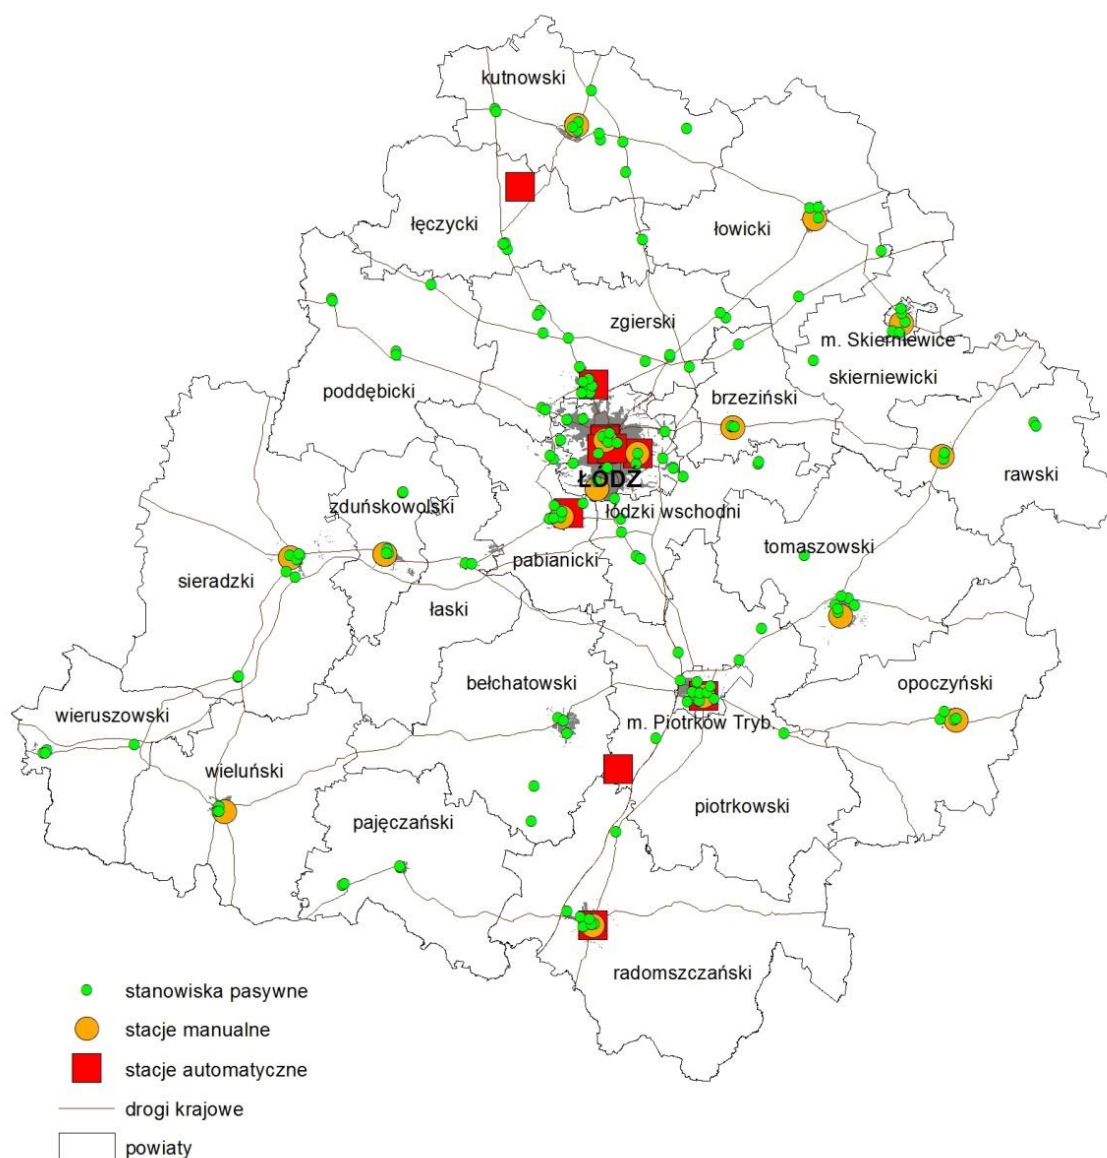 kutnowski
łęczycki
łowicki
zgierski
m. Skierniewice
skierniewicki
poddębicki
brzeziński
rawski
ŁÓDŹ
zduńskowolski
łódzki wschodni
tomaszowski
sieradzki
pabianicki
łaski
bełchatowski
opoczyński
wieruszowski
m. Piotrków Tryb.
wieluński
piotrkowski
pajęczański
radomszczański
stanowiska pasywne
stacje manualne
stacje automatyczne
drogi krajowe
powiaty